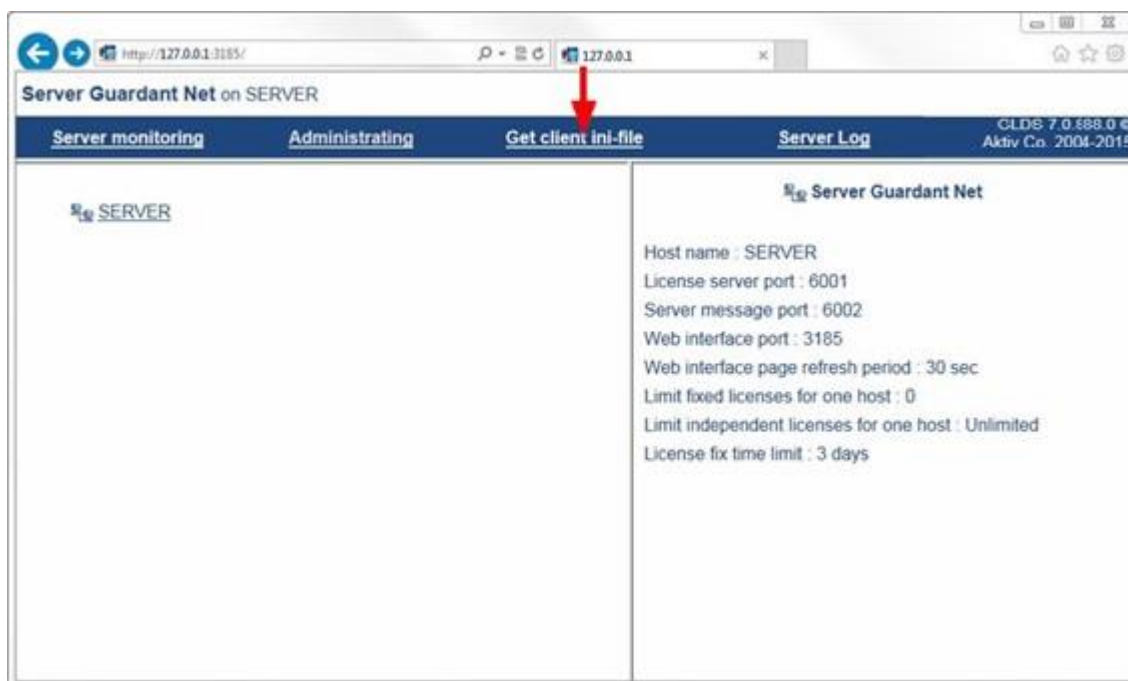 http://127.0.0.1:3185/
127.0.0.1
Server Guardant Net on SERVER
Server monitoring Administrating Get client ini-file Server Log
GLDS 7.0.888.0 ©
Aktiv Co. 2004-2015
SERVER
Server Guardant Net
Host name : SERVER
License server port : 6001
Server message port : 6002
Web interface port : 3185
Web interface page refresh period : 30 sec
Limit fixed licenses for one host : 0
Limit independent licenses for one host : Unlimited
License fix time limit : 3 days